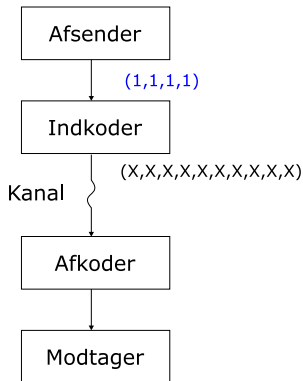 Afsender
(1,1,1,1)
Indkoder
(X,X,X,X,X,X,X,X,X,X)
Kanal
Afkoder
Modtager